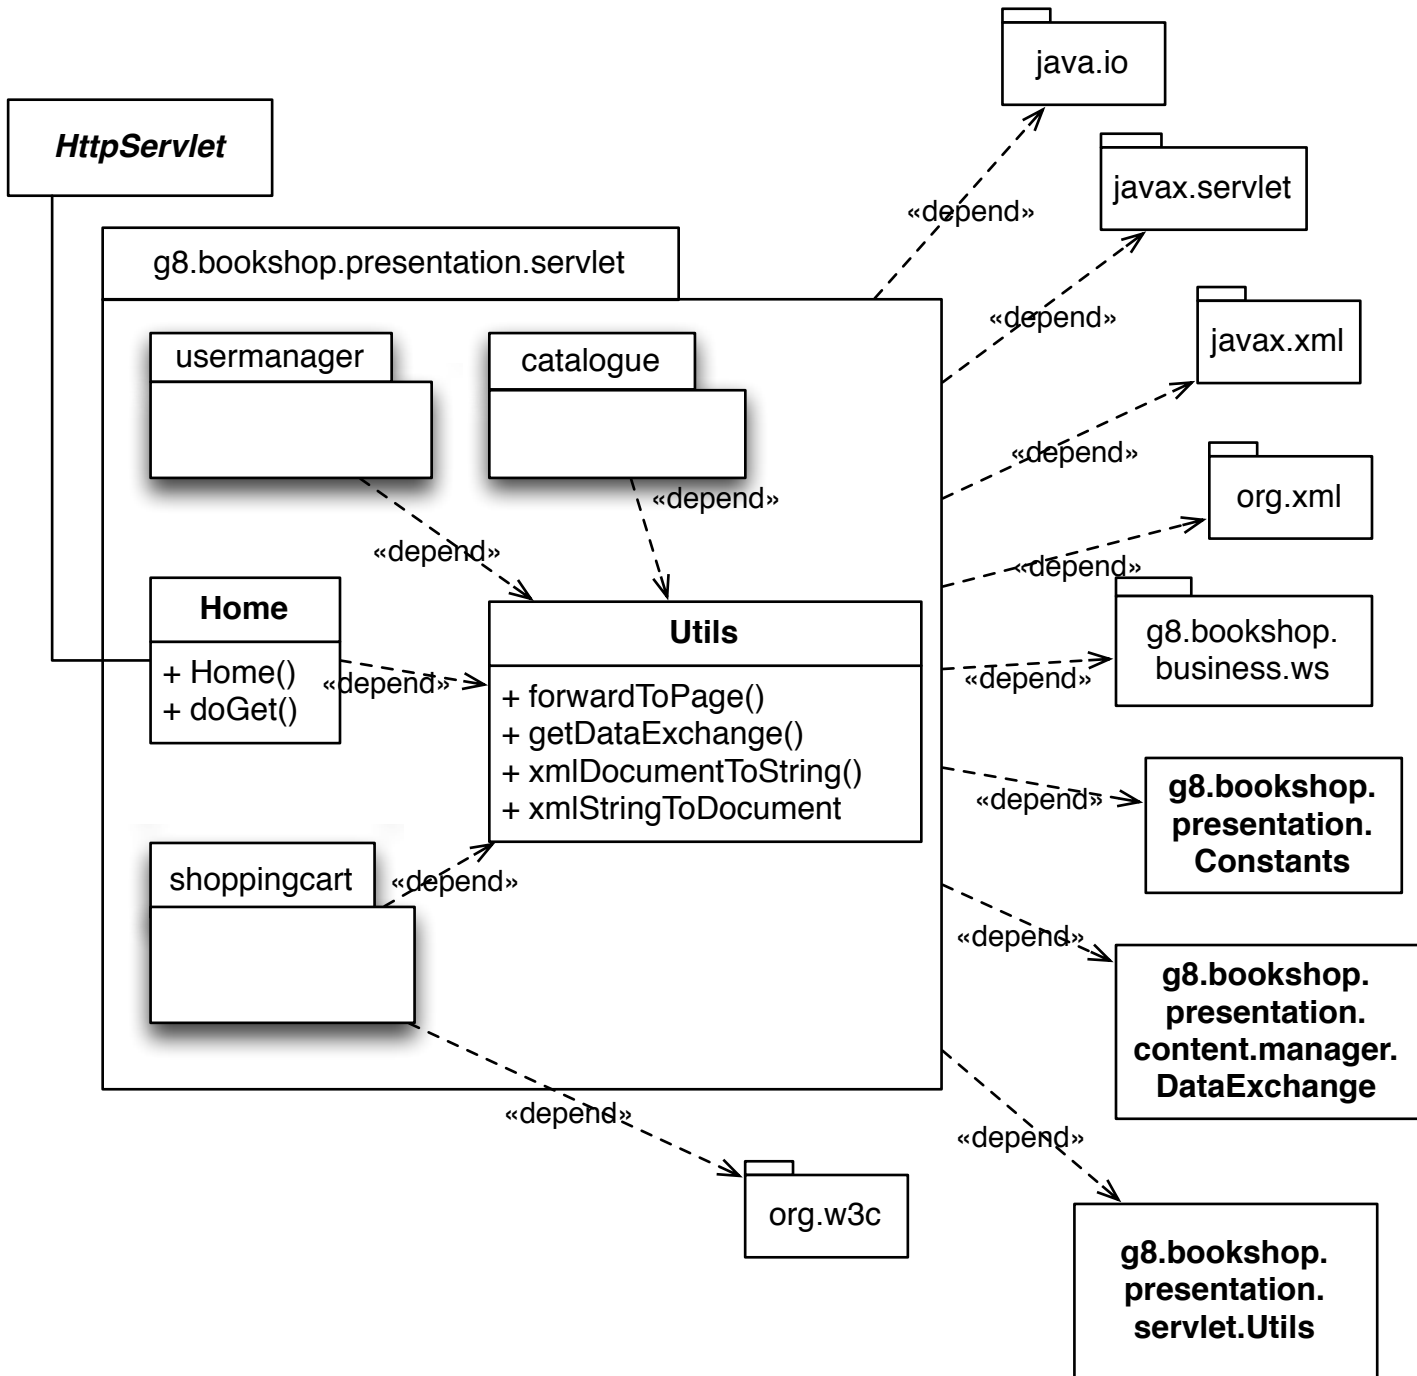 java.io
HttpServlet
javax.servlet
«depend»
g8.bookshop.presentation.servlet
«depend»
javax.xml
usermanager
catalogue
«depend»
org.xml
«depend»
«depend»
«depend»
Home
+ Home()
+ doGet()
«depend»
Utils
+ forwardToPage()
+ getDataExchange()
+ xmlDocumentToString()
+ xmlStringToDocument
g8.bookshop.
business.ws
«depend»
«depend»
g8.bookshop.
presentation.
Constants
shoppingcart
«depend»
«depend»
g8.bookshop.
presentation.
content.manager.
DataExchange
«depend»
«depend»
org.w3c
g8.bookshop.
presentation.
servlet.Utils